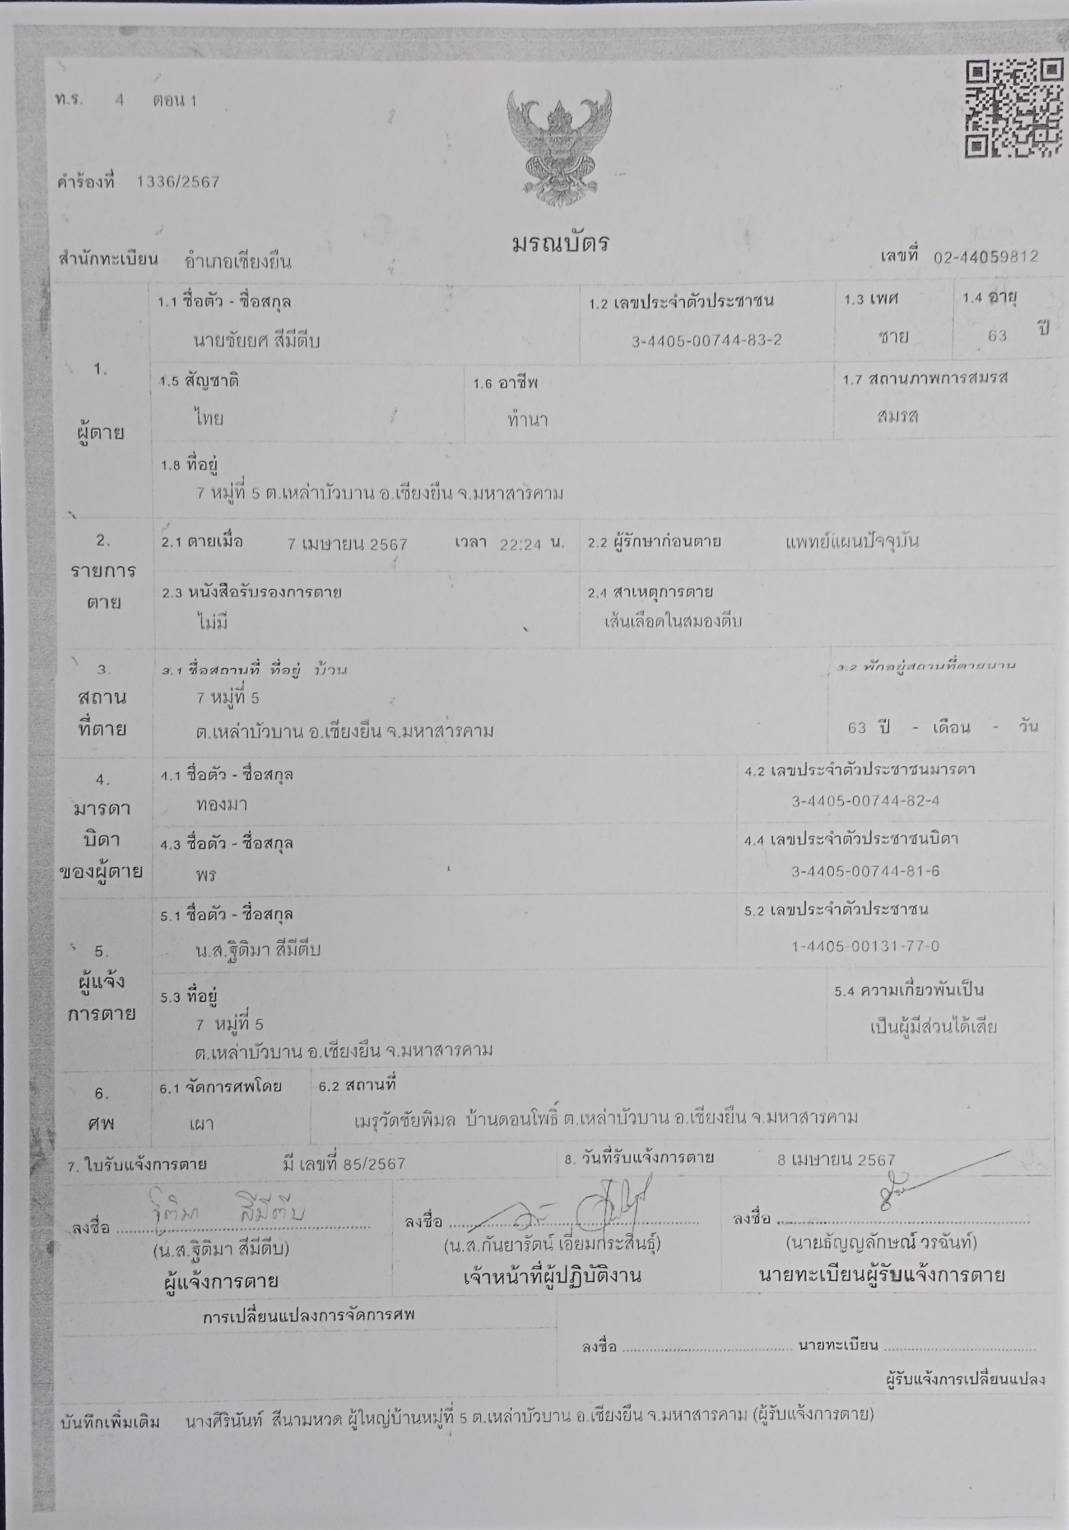 ท.ร. 4 ตอน 1
คำร้องที่ 1336/2567
มรณบัตร
สำนักทะเบียน อำเภอเชียงยืน
เลขที่ 02-44059812
1. ผู้ตาย
1.1 ชื่อตัว - ชื่อสกุล
นายชัยยศ สีมีตีบ
1.2 เลขประจำตัวประชาชน
3-4405-00744-83-2
1.3 เพศ
ชาย
1.4 อายุ
63 ปี
1.5 สัญชาติ
ไทย
1.6 อาชีพ
ทำนา
1.7 สถานภาพการสมรส
สมรส
1.8 ที่อยู่
7 หมู่ที่ 5 ต.เหล่าบัวบาน อ.เชียงยืน จ.มหาสารคาม
2. รายการตาย
2.1 ตายเมื่อ 7 เมษายน 2567 เวลา 22:24 น.
2.2 ผู้รักษาก่อนตาย แพทย์แผนปัจจุบัน
2.3 หนังสือรับรองการตาย
ไม่มี
2.4 สาเหตุการตาย
เส้นเลือดในสมองตีบ
3. สถานที่ตาย
3.1 ชื่อสถานที่ ที่อยู่ บ้าน
7 หมู่ที่ 5
ต.เหล่าบัวบาน อ.เชียงยืน จ.มหาสารคาม
3.2 พักอยู่สถานที่ตายนาน
63 ปี - เดือน - วัน
4. มารดา บิดา ของผู้ตาย
4.1 ชื่อตัว - ชื่อสกุล
ทองมา
4.2 เลขประจำตัวประชาชนมารดา
3-4405-00744-82-4
4.3 ชื่อตัว - ชื่อสกุล
พร
4.4 เลขประจำตัวประชาชนบิดา
3-4405-00744-81-6
5. ผู้แจ้งการตาย
5.1 ชื่อตัว - ชื่อสกุล
น.ส.ฐิติมา สีมีตีบ
5.2 เลขประจำตัวประชาชน
1-4405-00131-77-0
5.3 ที่อยู่
7 หมู่ที่ 5
ต.เหล่าบัวบาน อ.เชียงยืน จ.มหาสารคาม
5.4 ความเกี่ยวพันเป็น
เป็นผู้มีส่วนได้เสีย
6. ศพ
6.1 จัดการศพโดย
เผา
6.2 สถานที่
เมรุวัดชัยพิมล บ้านดอนโพธิ์ ต.เหล่าบัวบาน อ.เชียงยืน จ.มหาสารคาม
7. ใบรับแจ้งการตาย มี เลขที่ 85/2567
8. วันที่รับแจ้งการตาย 8 เมษายน 2567
ลงชื่อ ฐิติมา สีมีตีบ
(น.ส.ฐิติมา สีมีตีบ)
ผู้แจ้งการตาย
ลงชื่อ
(น.ส.กันยารัตน์ เอี่ยมกระสินธุ์)
เจ้าหน้าที่ผู้ปฏิบัติงาน
ลงชื่อ
(นายธัญญลักษณ์ วรฉันท์)
นายทะเบียนผู้รับแจ้งการตาย
การเปลี่ยนแปลงการจัดการศพ
ลงชื่อ นายทะเบียน
ผู้รับแจ้งการเปลี่ยนแปลง
บันทึกเพิ่มเติม นางศิรินันท์ สีนามหวด ผู้ใหญ่บ้านหมู่ที่ 5 ต.เหล่าบัวบาน อ.เชียงยืน จ.มหาสารคาม (ผู้รับแจ้งการตาย)